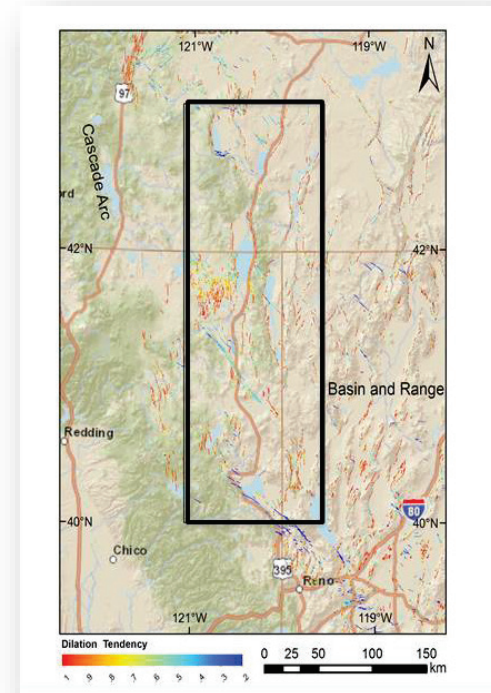 121°W
119°W
N
97
Cascade Arc
rd
42°N
42°N
Basin and Range
Redding
80
40°N
40°N
Chico
395
Reno
121°W
119°W
Dilation Tendency
1 .9 .8 .7 .6 .5 .4 .3 .2
0 25 50 100 150
km